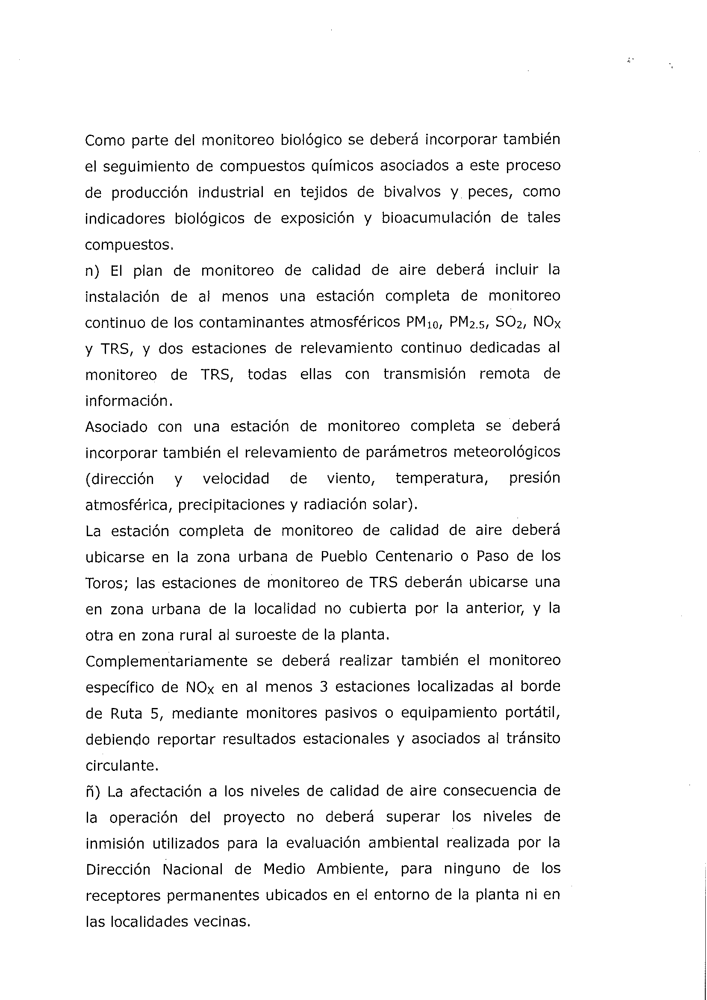 Como parte del monitoreo biológico se deberá incorporar también
el seguimiento de compuestos químicos asociados a este proceso
de producción industrial en tejidos de bivalvos y peces, como
indicadores biológicos de exposición y bioacumulación de tales
compuestos.
n) El plan de monitoreo de calidad de aire deberá incluir la
instalación de al menos una estación completa de monitoreo
continuo de los contaminantes atmosféricos PM₁₀, PM₂.₅, SO₂, NOₓ
y TRS, y dos estaciones de relevamiento continuo dedicadas al
monitoreo de TRS, todas ellas con transmisión remota de
información.
Asociado con una estación de monitoreo completa se deberá
incorporar también el relevamiento de parámetros meteorológicos
(dirección y velocidad de viento, temperatura, presión
atmosférica, precipitaciones y radiación solar).
La estación completa de monitoreo de calidad de aire deberá
ubicarse en la zona urbana de Pueblo Centenario o Paso de los
Toros; las estaciones de monitoreo de TRS deberán ubicarse una
en zona urbana de la localidad no cubierta por la anterior, y la
otra en zona rural al suroeste de la planta.
Complementariamente se deberá realizar también el monitoreo
específico de NOₓ en al menos 3 estaciones localizadas al borde
de Ruta 5, mediante monitores pasivos o equipamiento portátil,
debiendo reportar resultados estacionales y asociados al tránsito
circulante.
ñ) La afectación a los niveles de calidad de aire consecuencia de
la operación del proyecto no deberá superar los niveles de
inmisión utilizados para la evaluación ambiental realizada por la
Dirección Nacional de Medio Ambiente, para ninguno de los
receptores permanentes ubicados en el entorno de la planta ni en
las localidades vecinas.